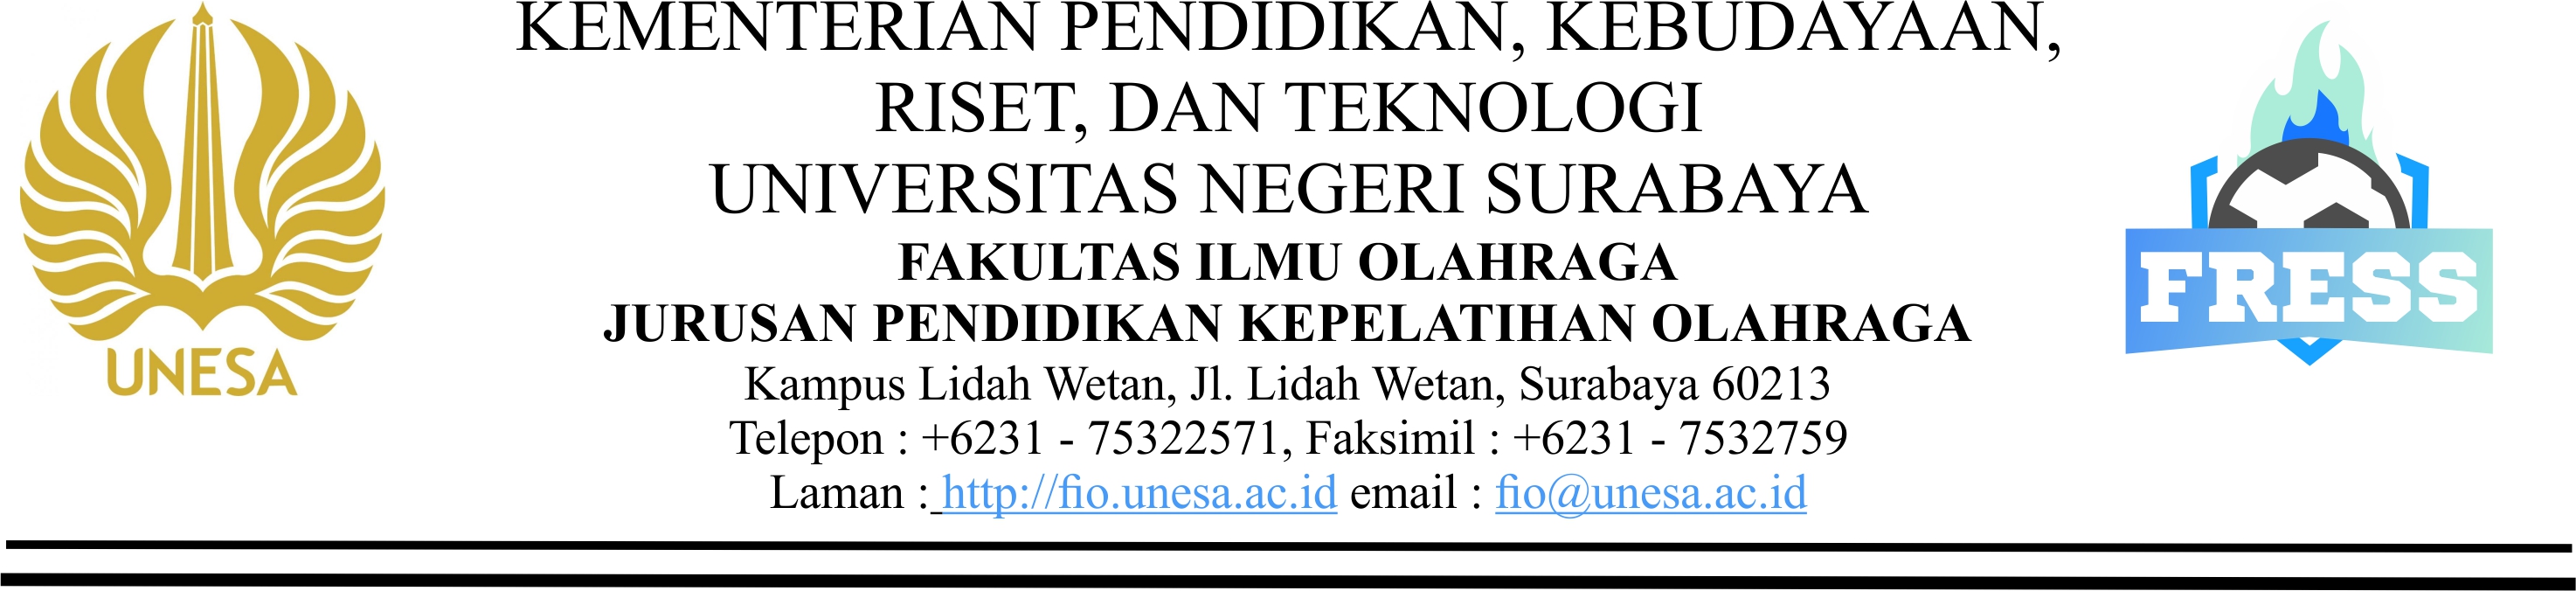 KEMENTERIAN PENDIDIKAN, KEBUDAYAAN,
RISET, DAN TEKNOLOGI
UNIVERSITAS NEGERI SURABAYA
FAKULTAS ILMU OLAHRAGA
JURUSAN PENDIDIKAN KEPELATIHAN OLAHRAGA
Kampus Lidah Wetan, Jl. Lidah Wetan, Surabaya 60213
Telepon : +6231 - 75322571, Faksimil : +6231 - 7532759
Laman : http://fio.unesa.ac.id email : fio@unesa.ac.id
UNESA
FRESS